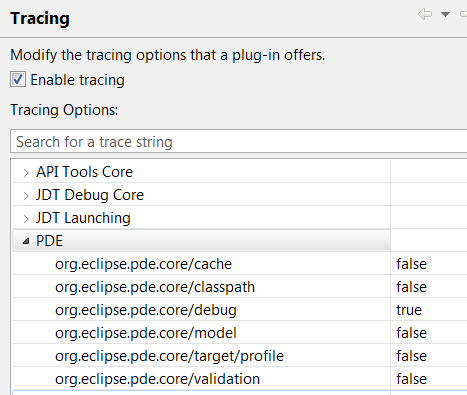 Tracing
Modify the tracing options that a plug-in offers.
Enable tracing
Tracing Options:
Search for a trace string
API Tools Core
JDT Debug Core
JDT Launching
PDE
org.eclipse.pde.core/cache false
org.eclipse.pde.core/classpath false
org.eclipse.pde.core/debug true
org.eclipse.pde.core/model false
org.eclipse.pde.core/target/profile false
org.eclipse.pde.core/validation false